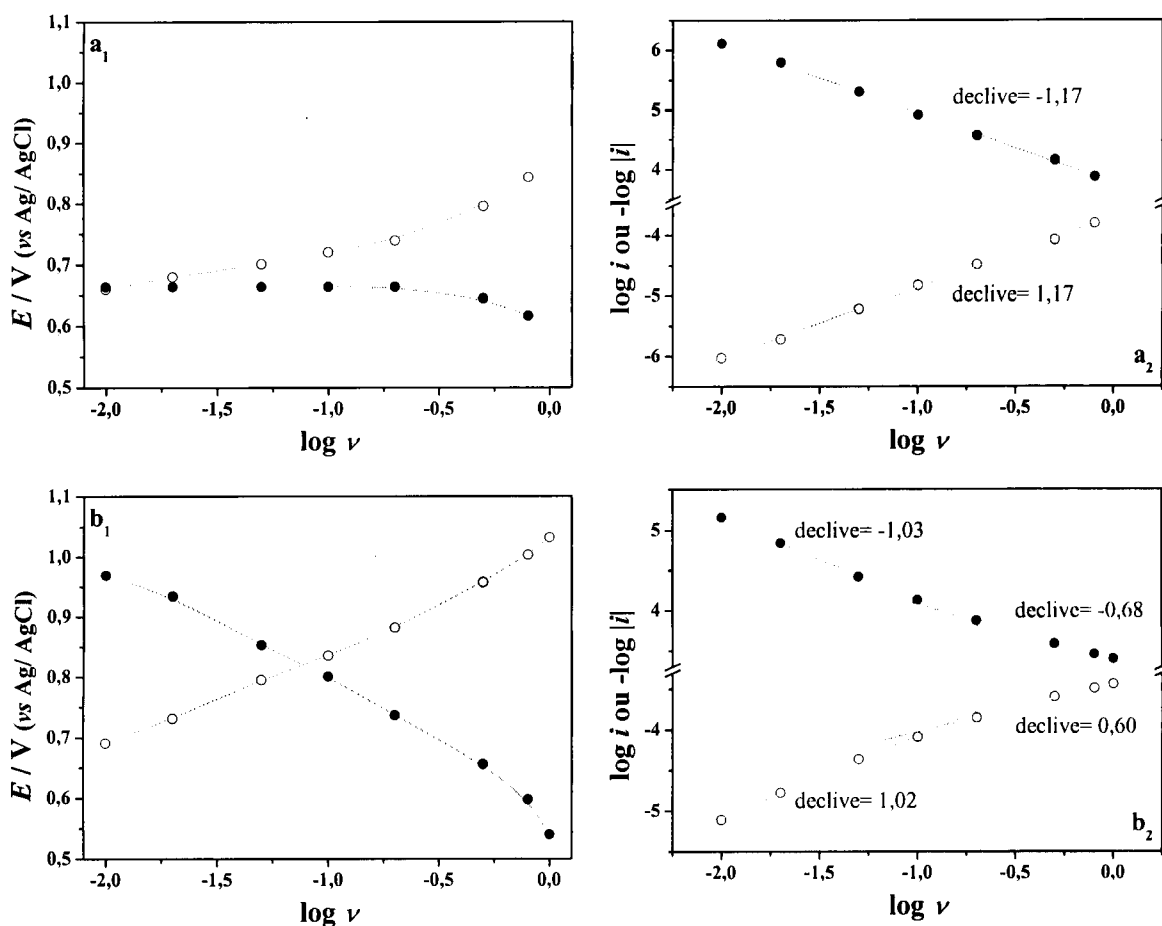 a1
E / V (vs Ag/ AgCl)
1,1
1,0
0,9
0,8
0,7
0,6
0,5
-2,0 -1,5 -1,0 -0,5 0,0
log ν
a2
log i ou -log |i|
6
5
4
-4
-5
-6
declive= -1,17
declive= 1,17
-2,0 -1,5 -1,0 -0,5 0,0
log ν
b1
E / V (vs Ag/ AgCl)
1,1
1,0
0,9
0,8
0,7
0,6
0,5
-2,0 -1,5 -1,0 -0,5 0,0
log ν
b2
log i ou -log |i|
5
4
-4
-5
declive= -1,03
declive= -0,68
declive= 0,60
declive= 1,02
-2,0 -1,5 -1,0 -0,5 0,0
log ν